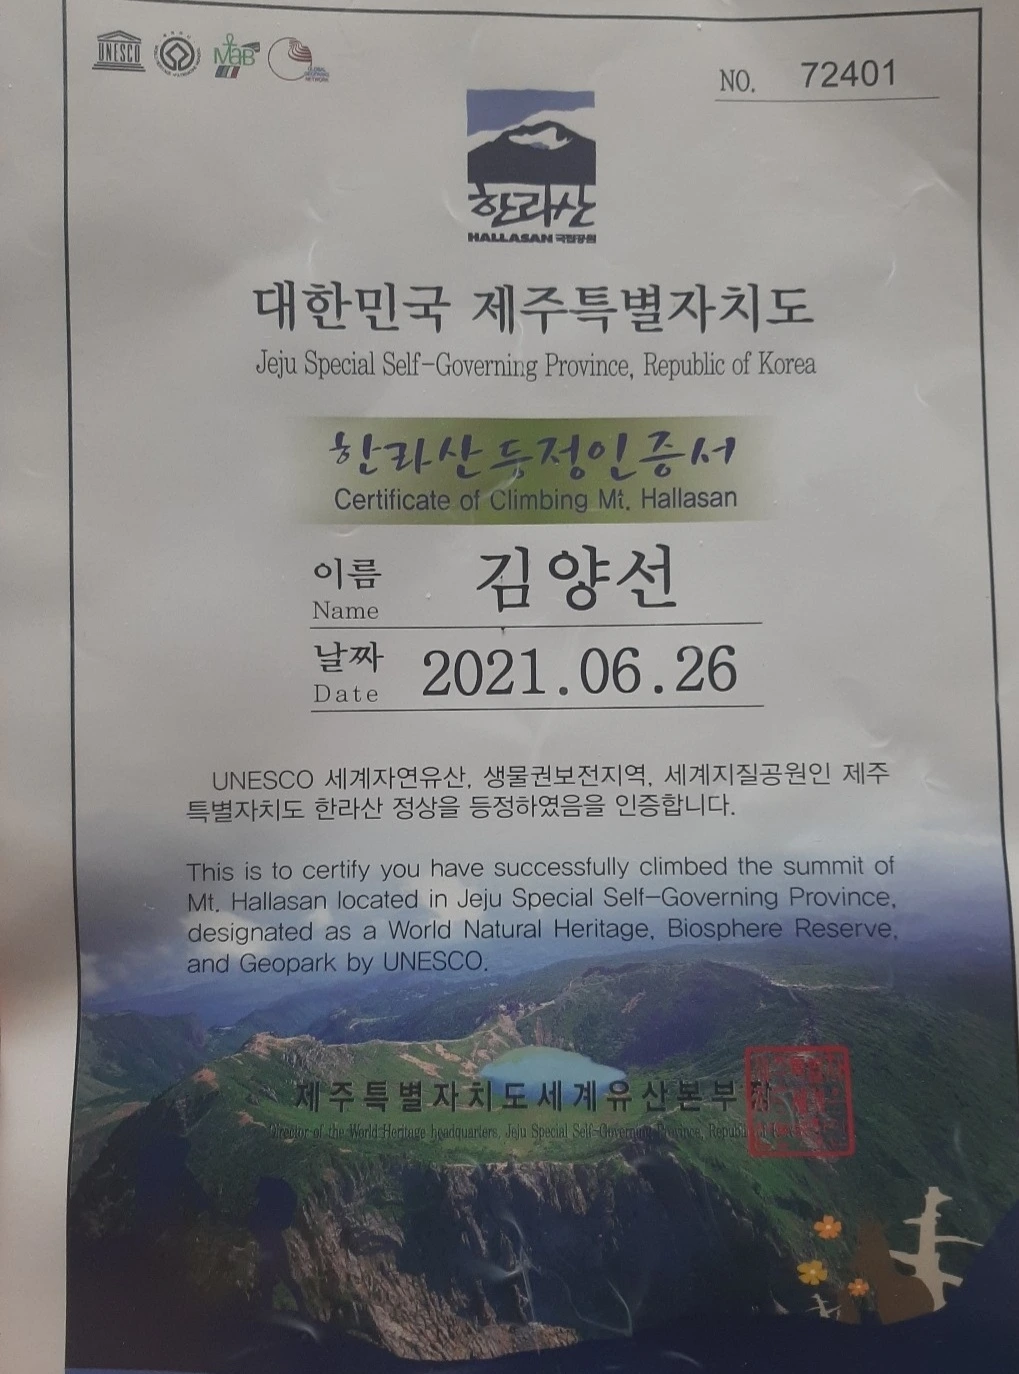 UNESCO
MaB
GLOBAL GEOPARKS NETWORK
NO. 72401
한라산
HALLASAN 국립공원
대한민국 제주특별자치도
Jeju Special Self-Governing Province, Republic of Korea
한라산등정인증서
Certificate of Climbing Mt. Hallasan
이름 김양선
Name
날짜 2021.06.26
Date
UNESCO 세계자연유산, 생물권보전지역, 세계지질공원인 제주
특별자치도 한라산 정상을 등정하였음을 인증합니다.
This is to certify you have successfully climbed the summit of
Mt. Hallasan located in Jeju Special Self-Governing Province,
designated as a World Natural Heritage, Biosphere Reserve,
and Geopark by UNESCO.
제주특별자치도세계유산본부장
Director of the World Heritage headquarters, Jeju Special Self-Governing Province, Republic of